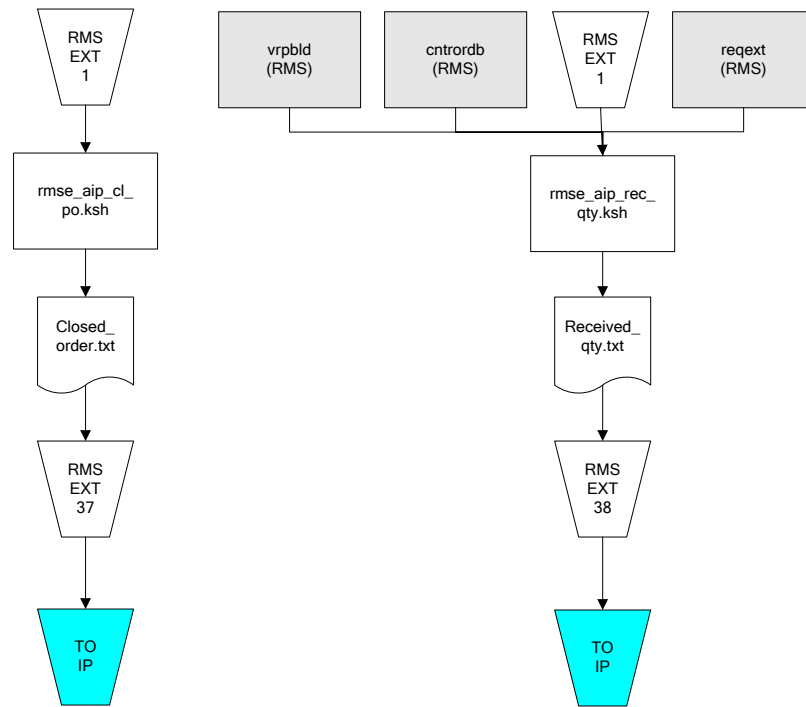 RMS
EXT
1
vrpbld
(RMS)
cntrordb
(RMS)
RMS
EXT
1
reqext
(RMS)
rmse_aip_cl_
po.ksh
rmse_aip_rec_
qty.ksh
Closed_
order.txt
Received_
qty.txt
RMS
EXT
37
RMS
EXT
38
TO
IP
TO
IP